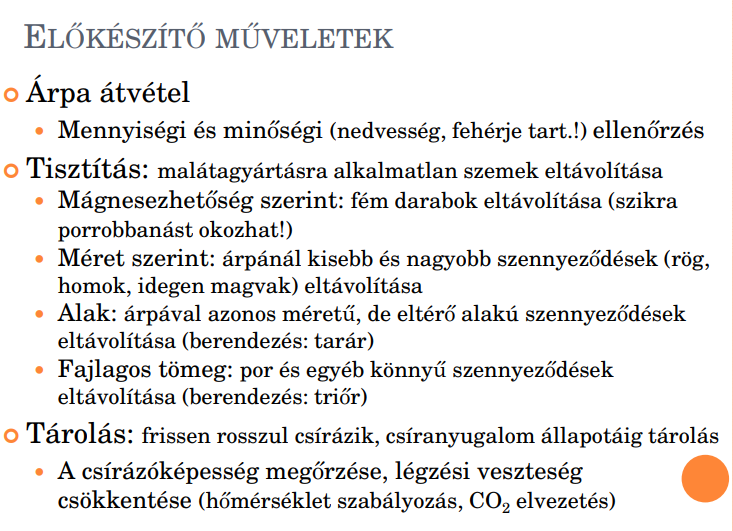 ELŐKÉSZÍTŐ MŰVELETEK
Árpa átvétel
Mennyiségi és minőségi (nedvesség, fehérje tart.!) ellenőrzés
Tisztítás: malátagyártásra alkalmatlan szemek eltávolítása
Mágnesezhetőség szerint: fém darabok eltávolítása (szikra
porrobbanást okozhat!)
Méret szerint: árpánál kisebb és nagyobb szennyeződések (rög,
homok, idegen magvak) eltávolítása
Alak: árpával azonos méretű, de eltérő alakú szennyeződések
eltávolítása (berendezés: tarár)
Fajlagos tömeg: por és egyéb könnyű szennyeződések
eltávolítása (berendezés: triőr)
Tárolás: frissen rosszul csírázik, csíranyugalom állapotáig tárolás
A csírázóképesség megőrzése, légzési veszteség
csökkentése (hőmérséklet szabályozás, CO₂ elvezetés)